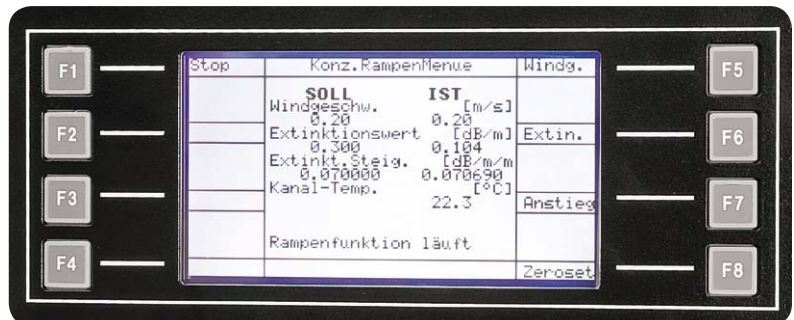 F1
F2
F3
F4
Stop
Konz.RampenMenue
SOLL IST
Windgeschw. [m/s]
0.20 0.20
Extinktionswert [dB/m]
0.300 0.104
Extinkt.Steig. [dB/m/m
0.070000 0.070690
Kanal-Temp. [°C]
22.3
Rampenfunktion läuft
Windg.
Extin.
Anstieg
Zeroset
F5
F6
F7
F8